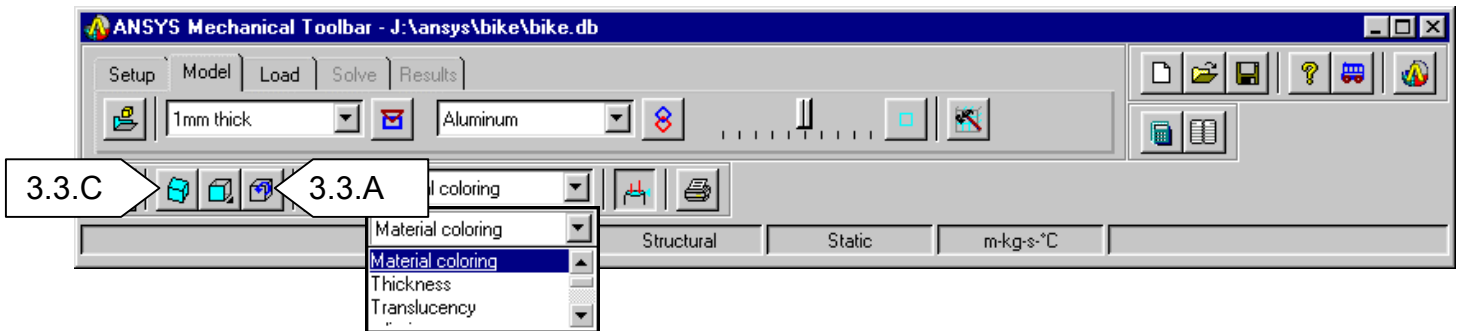 ANSYS Mechanical Toolbar - J:\ansys\bike\bike.db
Setup Model Load Solve Results
1mm thick Aluminum
3.3.C 3.3.A coloring
Material coloring
Structural Static m-kg-s-°C
Material coloring
Thickness
Translucency